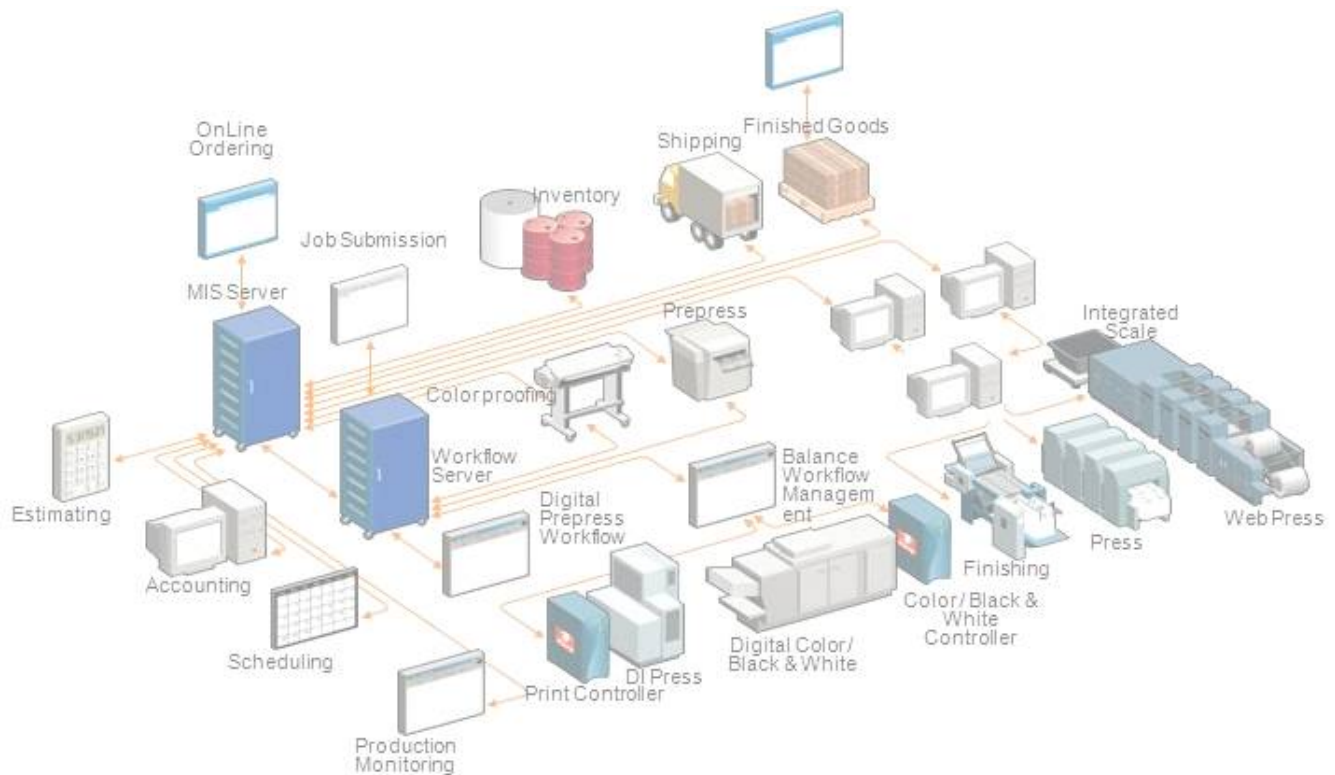 Finished Goods
OnLine
Ordering
Shipping
Inventory
Job Submission
MIS Server
Prepress
Integrated
Scale
Color proofing
Workflow
Server
Balance
Workflow
Managem
ent
Digital
Prepress
Workflow
Estimating
Web Press
Press
Finishing
Accounting
Color / Black &
White
Controller
Digital Color/
Black & White
Scheduling
DI Press
Print Controller
Production
Monitoring